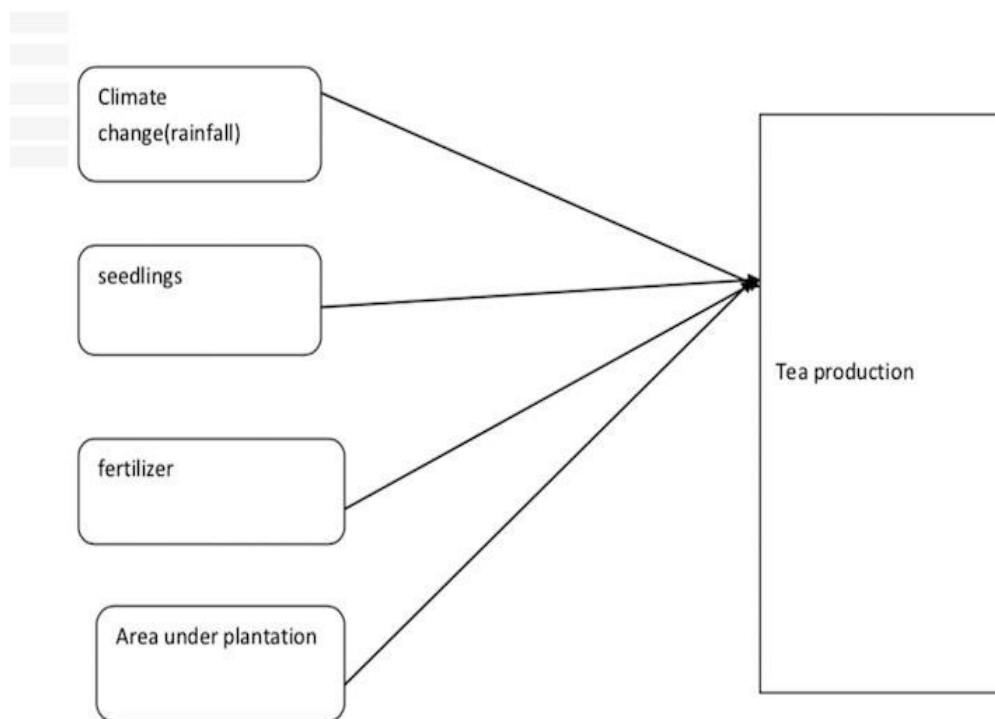 Climate
change(rainfall)
seedlings
Tea production
fertilizer
Area under plantation